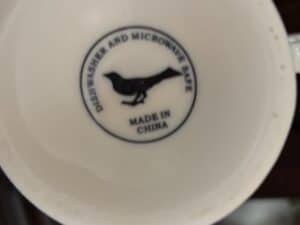 DISHWASHER AND MICROWAVE SAFE
MADE IN
CHINA